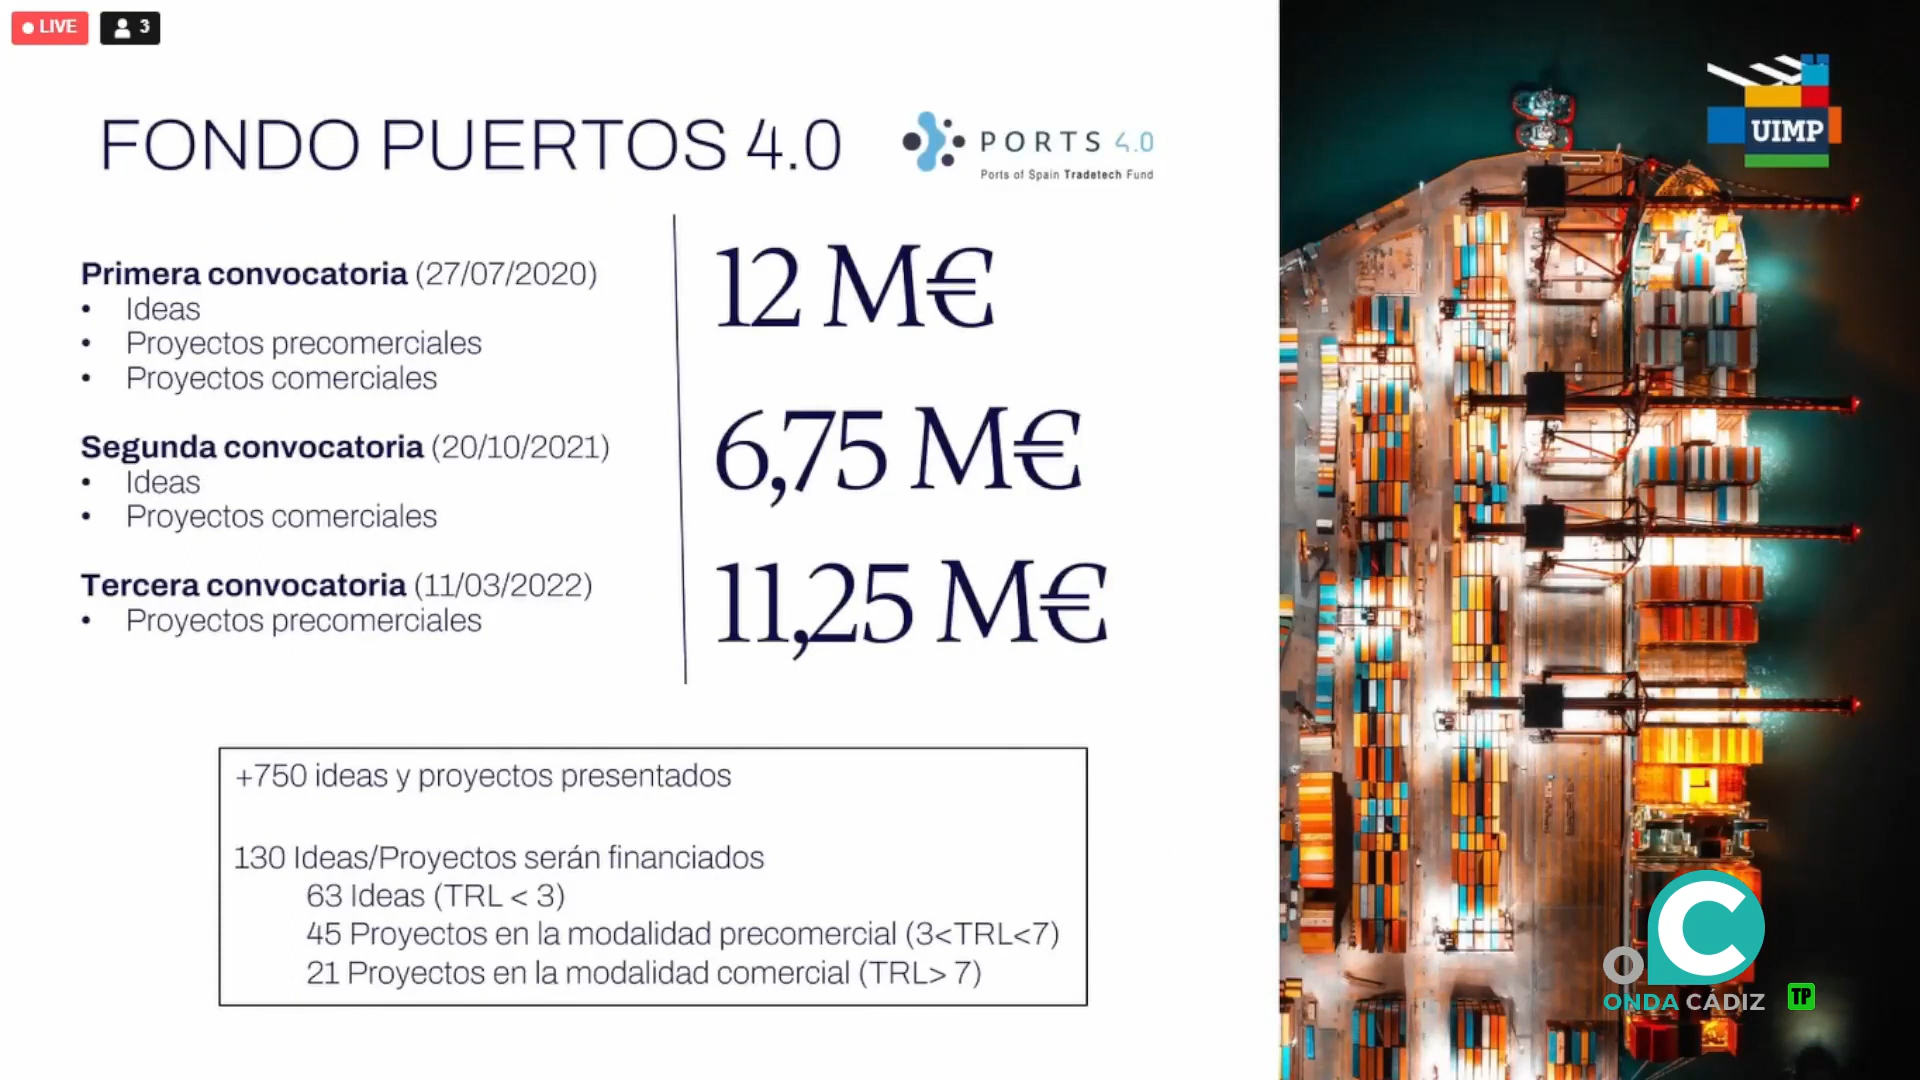 LIVE
3
FONDO PUERTOS 4.0
PORTS 4.0
Ports of Spain Tradetech Fund
UIMP
Primera convocatoria (27/07/2020)
• Ideas
• Proyectos precomerciales
• Proyectos comerciales
12 M€
Segunda convocatoria (20/10/2021)
• Ideas
• Proyectos comerciales
6,75 M€
Tercera convocatoria (11/03/2022)
• Proyectos precomerciales
11,25 M€
+750 ideas y proyectos presentados
130 Ideas/Proyectos serán financiados
63 Ideas (TRL < 3)
45 Proyectos en la modalidad precomercial (3<TRL<7)
21 Proyectos en la modalidad comercial (TRL> 7)
O C
ONDA CÁDIZ
TP